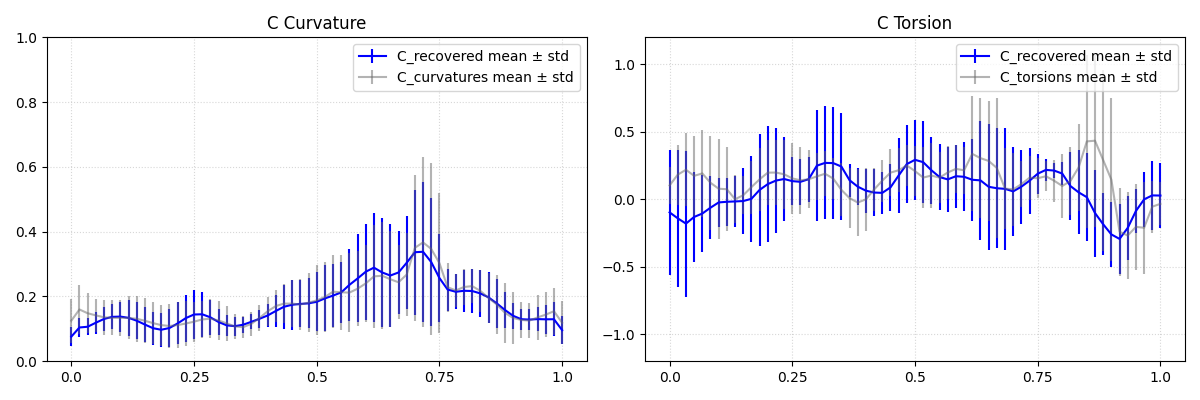 C Curvature
1.0
0.8
0.6
0.4
0.2
0.0
0.0 0.25 0.5 0.75 1.0
C_recovered mean ± std
C_curvatures mean ± std
C Torsion
1.0
0.5
0.0
−0.5
−1.0
0.0 0.25 0.5 0.75 1.0
C_recovered mean ± std
C_torsions mean ± std